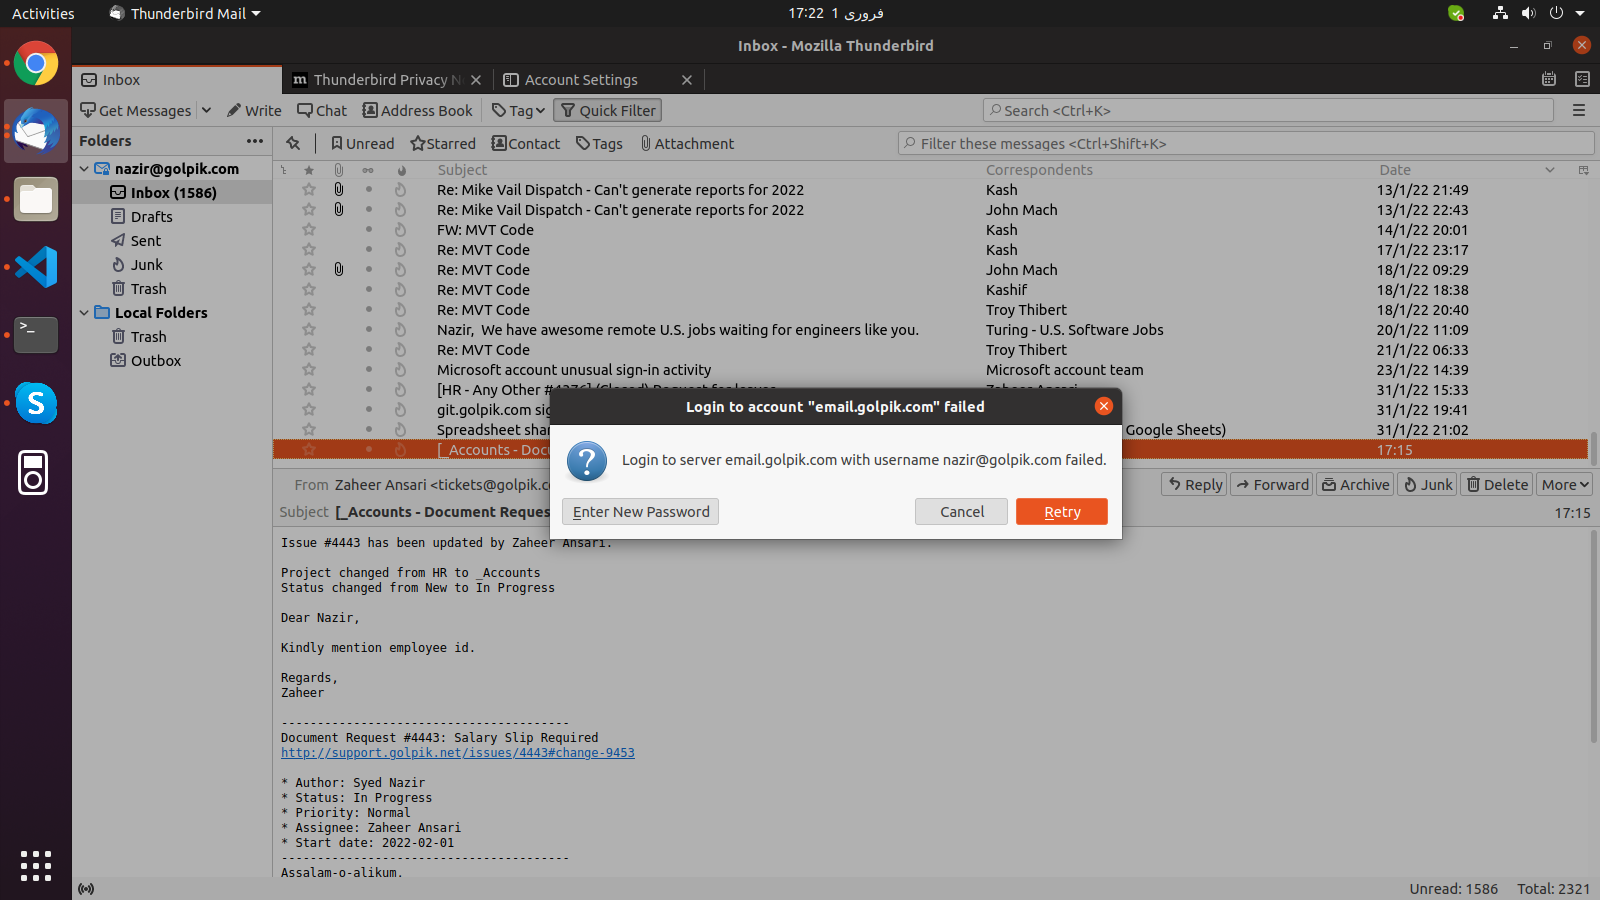 Activities
Thunderbird Mail
17:22 1 فروری
Inbox - Mozilla Thunderbird
Inbox
Thunderbird Privacy N
Account Settings
Get Messages
Write
Chat
Address Book
Tag
Quick Filter
Search <Ctrl+K>
Folders
Unread
Starred
Contact
Tags
Attachment
Filter these messages <Ctrl+Shift+K>
nazir@golpik.com
Inbox (1586)
Drafts
Sent
Junk
Trash
Local Folders
Trash
Outbox
Subject Correspondents Date
Re: Mike Vail Dispatch - Can't generate reports for 2022 Kash 13/1/22 21:49
Re: Mike Vail Dispatch - Can't generate reports for 2022 John Mach 13/1/22 22:43
FW: MVT Code Kash 14/1/22 20:01
Re: MVT Code Kash 17/1/22 23:17
Re: MVT Code John Mach 18/1/22 09:29
Re: MVT Code Kashif 18/1/22 18:38
Re: MVT Code Troy Thibert 18/1/22 20:40
Nazir, We have awesome remote U.S. jobs waiting for engineers like you. Turing - U.S. Software Jobs 20/1/22 11:09
Re: MVT Code Troy Thibert 21/1/22 06:33
Microsoft account unusual sign-in activity Microsoft account team 23/1/22 14:39
[HR - Any Other #4376] (Closed) Request for leaves Zaheer Ansari 31/1/22 15:33
git.golpik.com sig 31/1/22 19:41
Spreadsheet shar Google Sheets) 31/1/22 21:02
[_Accounts - Docu 17:15
Login to account "email.golpik.com" failed
Login to server email.golpik.com with username nazir@golpik.com failed.
Enter New Password
Cancel
Retry
From Zaheer Ansari <tickets@golpik.co
Reply
Forward
Archive
Junk
Delete
More
Subject [_Accounts - Document Reques 17:15
Issue #4443 has been updated by Zaheer Ansari.
Project changed from HR to _Accounts
Status changed from New to In Progress
Dear Nazir,
Kindly mention employee id.
Regards,
Zaheer
----------------------------------------
Document Request #4443: Salary Slip Required
http://support.golpik.net/issues/4443#change-9453
* Author: Syed Nazir
* Status: In Progress
* Priority: Normal
* Assignee: Zaheer Ansari
* Start date: 2022-02-01
----------------------------------------
Assalam-o-alikum,
Unread: 1586 Total: 2321